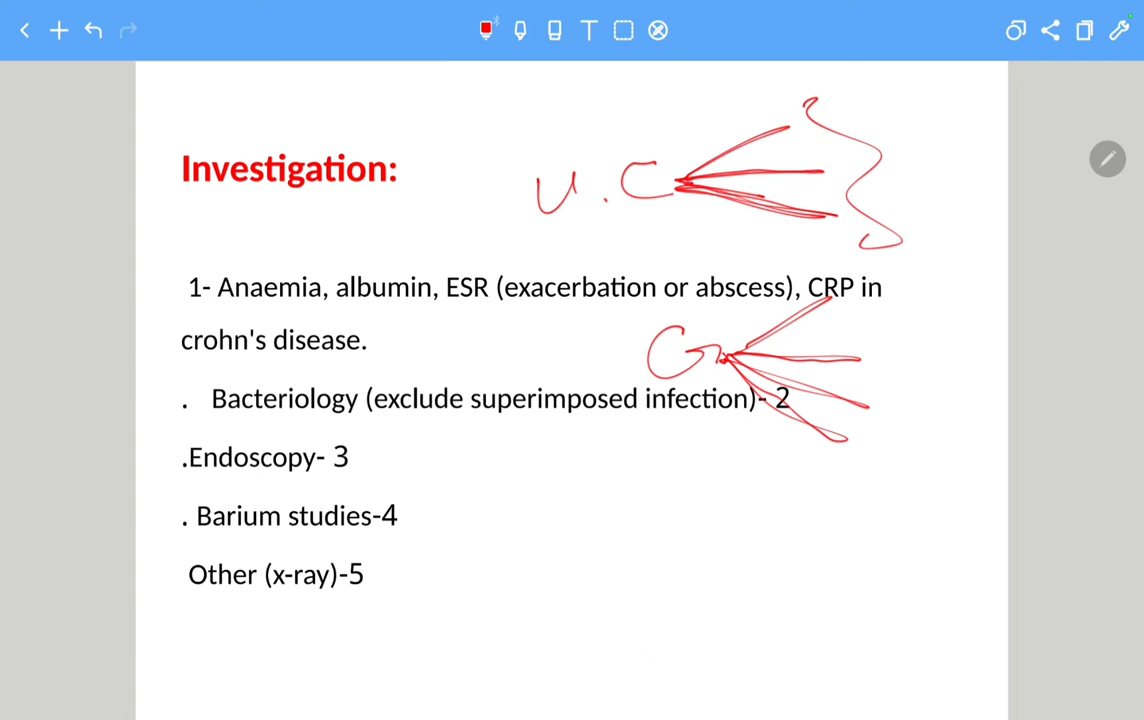 Investigation:
U.C
1- Anaemia, albumin, ESR (exacerbation or abscess), CRP in
crohn's disease.
. Bacteriology (exclude superimposed infection)- 2
.Endoscopy- 3
. Barium studies-4
Other (x-ray)-5